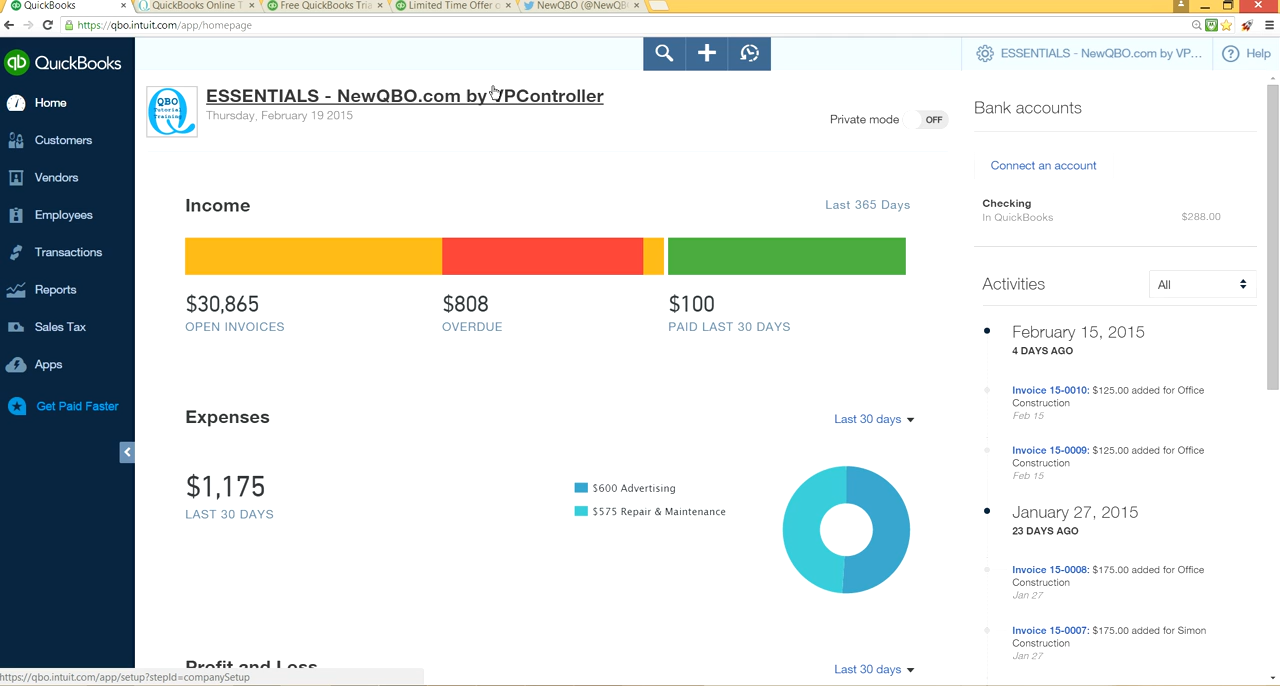 QuickBooks
QuickBooks Online T
Free QuickBooks Tria
Limited Time Offer o
NewQBO (@NewQB
https://qbo.intuit.com/app/homepage
qb QuickBooks
ESSENTIALS - NewQBO.com by VP...
Help
Home
Customers
Vendors
Employees
Transactions
Reports
Sales Tax
Apps
Get Paid Faster
QBO
Tutorial
Training
ESSENTIALS - NewQBO.com by VPController
Thursday, February 19 2015
Private mode
OFF
Income
Last 365 Days
$30,865
OPEN INVOICES
$808
OVERDUE
$100
PAID LAST 30 DAYS
Expenses
Last 30 days
$1,175
LAST 30 DAYS
$600 Advertising
$575 Repair & Maintenance
Profit and Loss
Last 30 days
Bank accounts
Connect an account
Checking
In QuickBooks
$288.00
Activities
All
February 15, 2015
4 DAYS AGO
Invoice 15-0010: $125.00 added for Office
Construction
Feb 15
Invoice 15-0009: $125.00 added for Office
Construction
Feb 15
January 27, 2015
23 DAYS AGO
Invoice 15-0008: $175.00 added for Office
Construction
Jan 27
Invoice 15-0007: $175.00 added for Simon
Construction
Jan 27
https://qbo.intuit.com/app/setup?stepId=companySetup